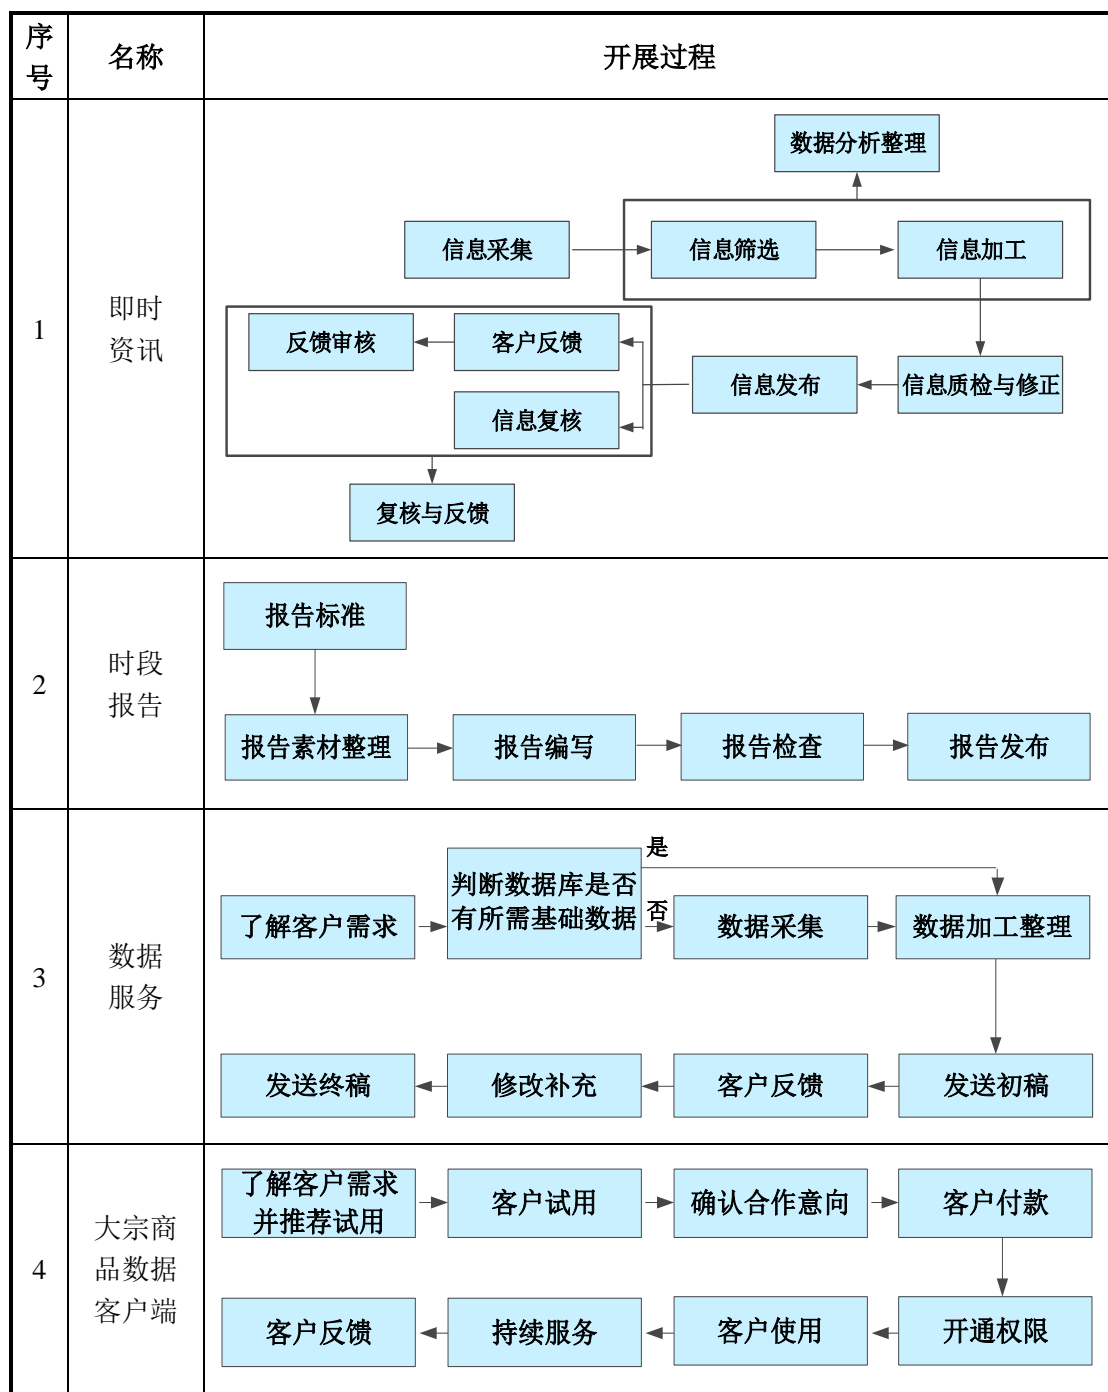 序号
名称
开展过程
1
即时
资讯
数据分析整理
信息采集
信息筛选
信息加工
反馈审核
客户反馈
信息发布
信息质检与修正
信息复核
复核与反馈
2
时段
报告
报告标准
报告素材整理
报告编写
报告检查
报告发布
3
数据
服务
了解客户需求
判断数据库是否
有所需基础数据
是
否
数据采集
数据加工整理
发送终稿
修改补充
客户反馈
发送初稿
4
大宗商
品数据
客户端
了解客户需求
并推荐试用
客户试用
确认合作意向
客户付款
客户反馈
持续服务
客户使用
开通权限